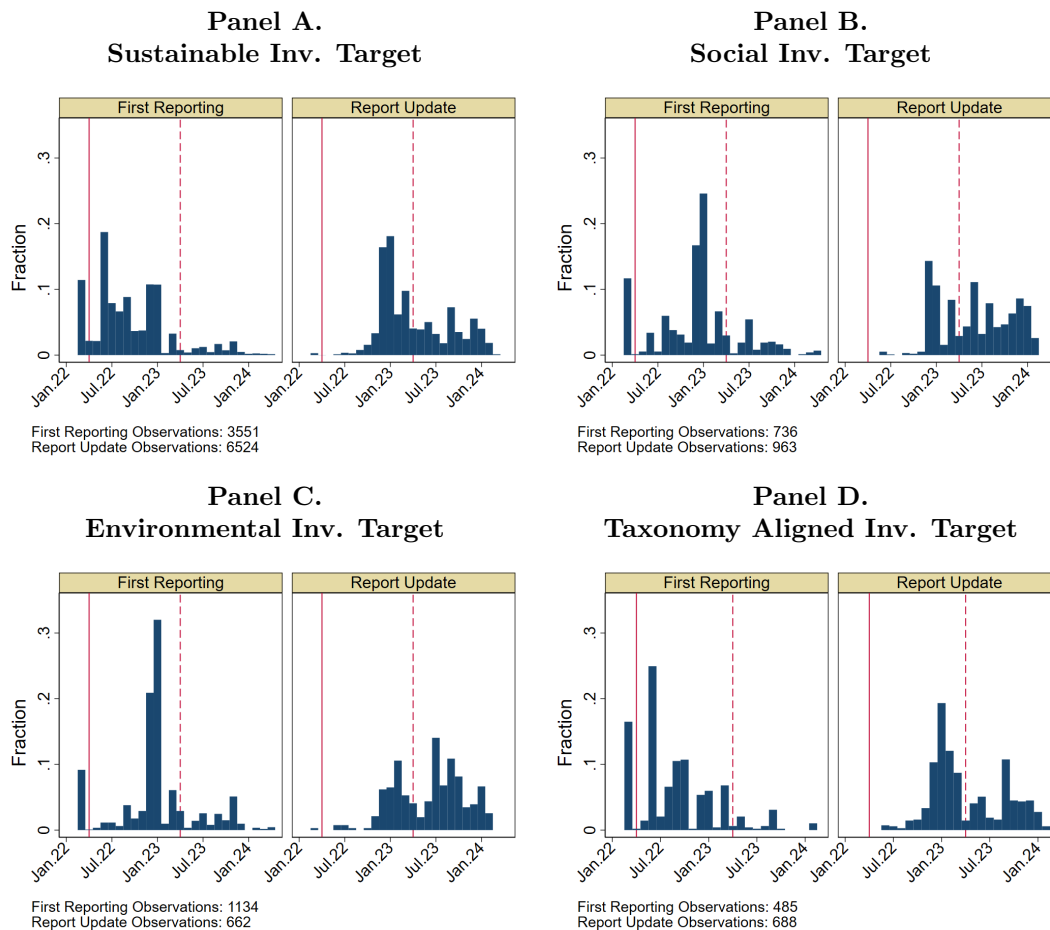 Panel A.
Sustainable Inv. Target
First Reporting
Report Update
Fraction
.3
.2
.1
0
Jan.22
Jul.22
Jan.23
Jul.23
Jan.24
Jan.22
Jul.22
Jan.23
Jul.23
Jan.24
First Reporting Observations: 3551
Report Update Observations: 6524
Panel B.
Social Inv. Target
First Reporting
Report Update
Fraction
.3
.2
.1
0
Jan.22
Jul.22
Jan.23
Jul.23
Jan.24
Jan.22
Jul.22
Jan.23
Jul.23
Jan.24
First Reporting Observations: 736
Report Update Observations: 963
Panel C.
Environmental Inv. Target
First Reporting
Report Update
Fraction
.3
.2
.1
0
Jan.22
Jul.22
Jan.23
Jul.23
Jan.24
Jan.22
Jul.22
Jan.23
Jul.23
Jan.24
First Reporting Observations: 1134
Report Update Observations: 662
Panel D.
Taxonomy Aligned Inv. Target
First Reporting
Report Update
Fraction
.3
.2
.1
0
Jan.22
Jul.22
Jan.23
Jul.23
Jan.24
Jan.22
Jul.22
Jan.23
Jul.23
Jan.24
First Reporting Observations: 485
Report Update Observations: 688